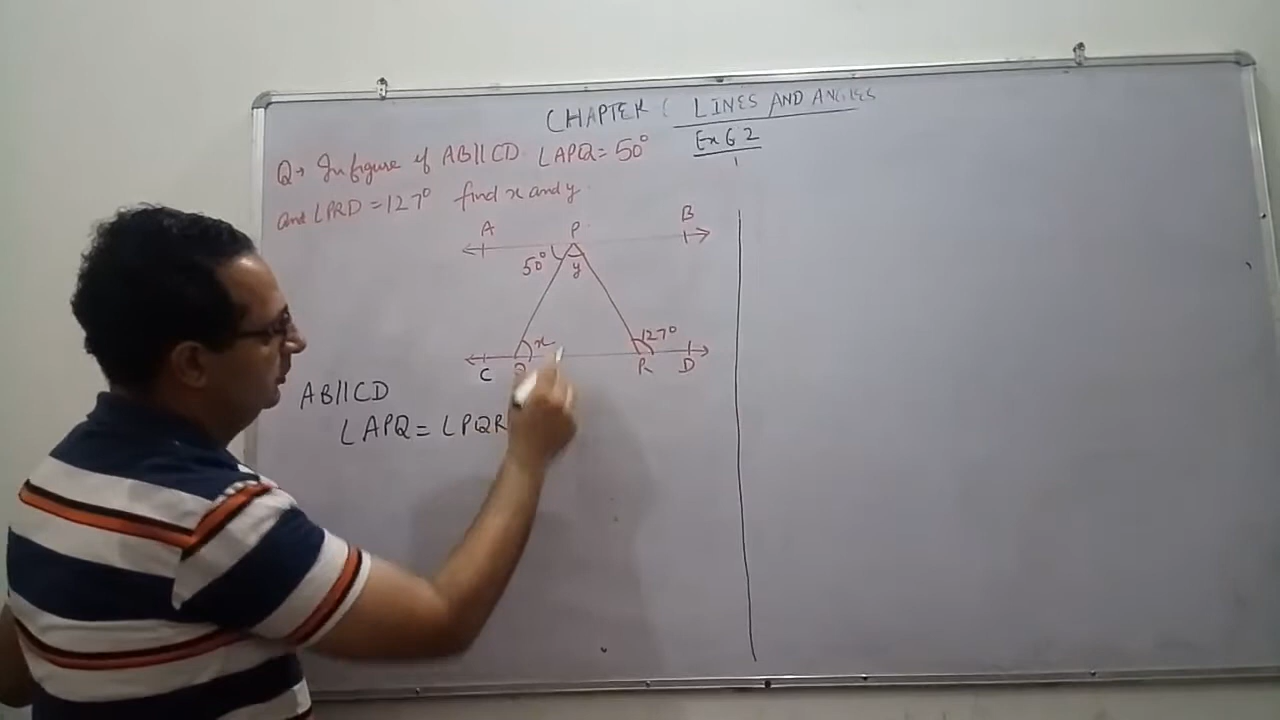 CHAPTER 6 LINES AND ANGLES
Ex 6.2
Q→ In figure if AB||CD ∠APQ = 50°
and ∠PRD = 127° find x and y.
A P B
50° y
x 127°
C Q R D
AB||CD
∠APQ = ∠PQR